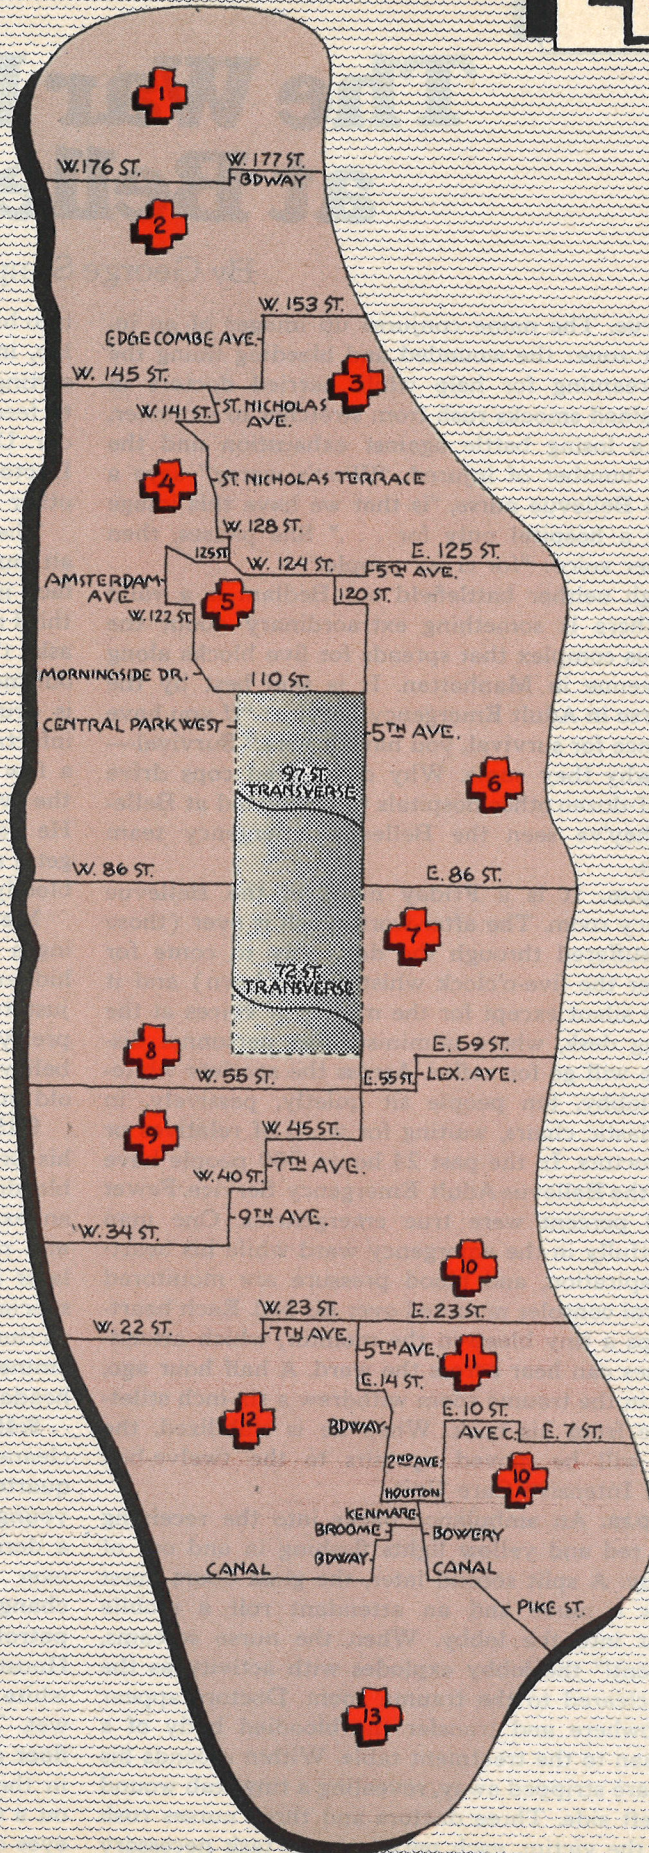 1
W. 176 ST.
W. 177 ST.
BDWAY
2
W. 153 ST.
EDGECOMBE AVE.
W. 145 ST.
3
W. 141 ST.
ST. NICHOLAS
AVE.
4
ST. NICHOLAS TERRACE
W. 128 ST.
125 ST
W. 124 ST.
E. 125 ST.
5TH AVE.
AMSTERDAM
AVE
5
120 ST.
W. 122 ST.
MORNINGSIDE DR.
110 ST.
CENTRAL PARK WEST
5TH AVE.
97 ST.
TRANSVERSE
6
W. 86 ST.
E. 86 ST.
7
72 ST.
TRANSVERSE
8
E. 59 ST.
W. 55 ST.
E. 55 ST.
LEX. AVE.
9
W. 45 ST.
7TH AVE.
W. 40 ST.
9TH AVE.
W. 34 ST.
10
W. 23 ST.
E. 23 ST.
W. 22 ST.
7TH AVE.
5TH AVE.
11
E. 14 ST.
12
BDWAY
E. 10 ST.
AVE C.
E. 7 ST.
2ND AVE
10
A
HOUSTON
KENMARE
BROOME
BOWERY
BDWAY
CANAL
CANAL
PIKE ST.
13